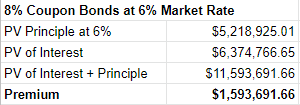 8% Coupon Bonds at 6% Market Rate
PV Principle at 6% $5,218,925.01
PV of Interest $6,374,766.65
PV of Interest + Principle $11,593,691.66
Premium $1,593,691.66